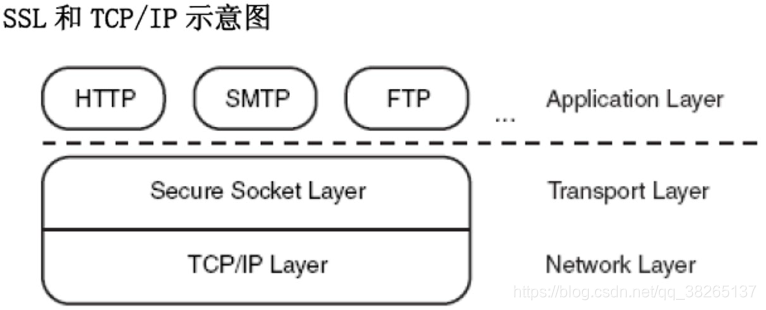 SSL 和 TCP/IP 示意图
HTTP SMTP FTP ... Application Layer
Secure Socket Layer Transport Layer
TCP/IP Layer Network Layer
https://blog.csdn.net/qq_38265137